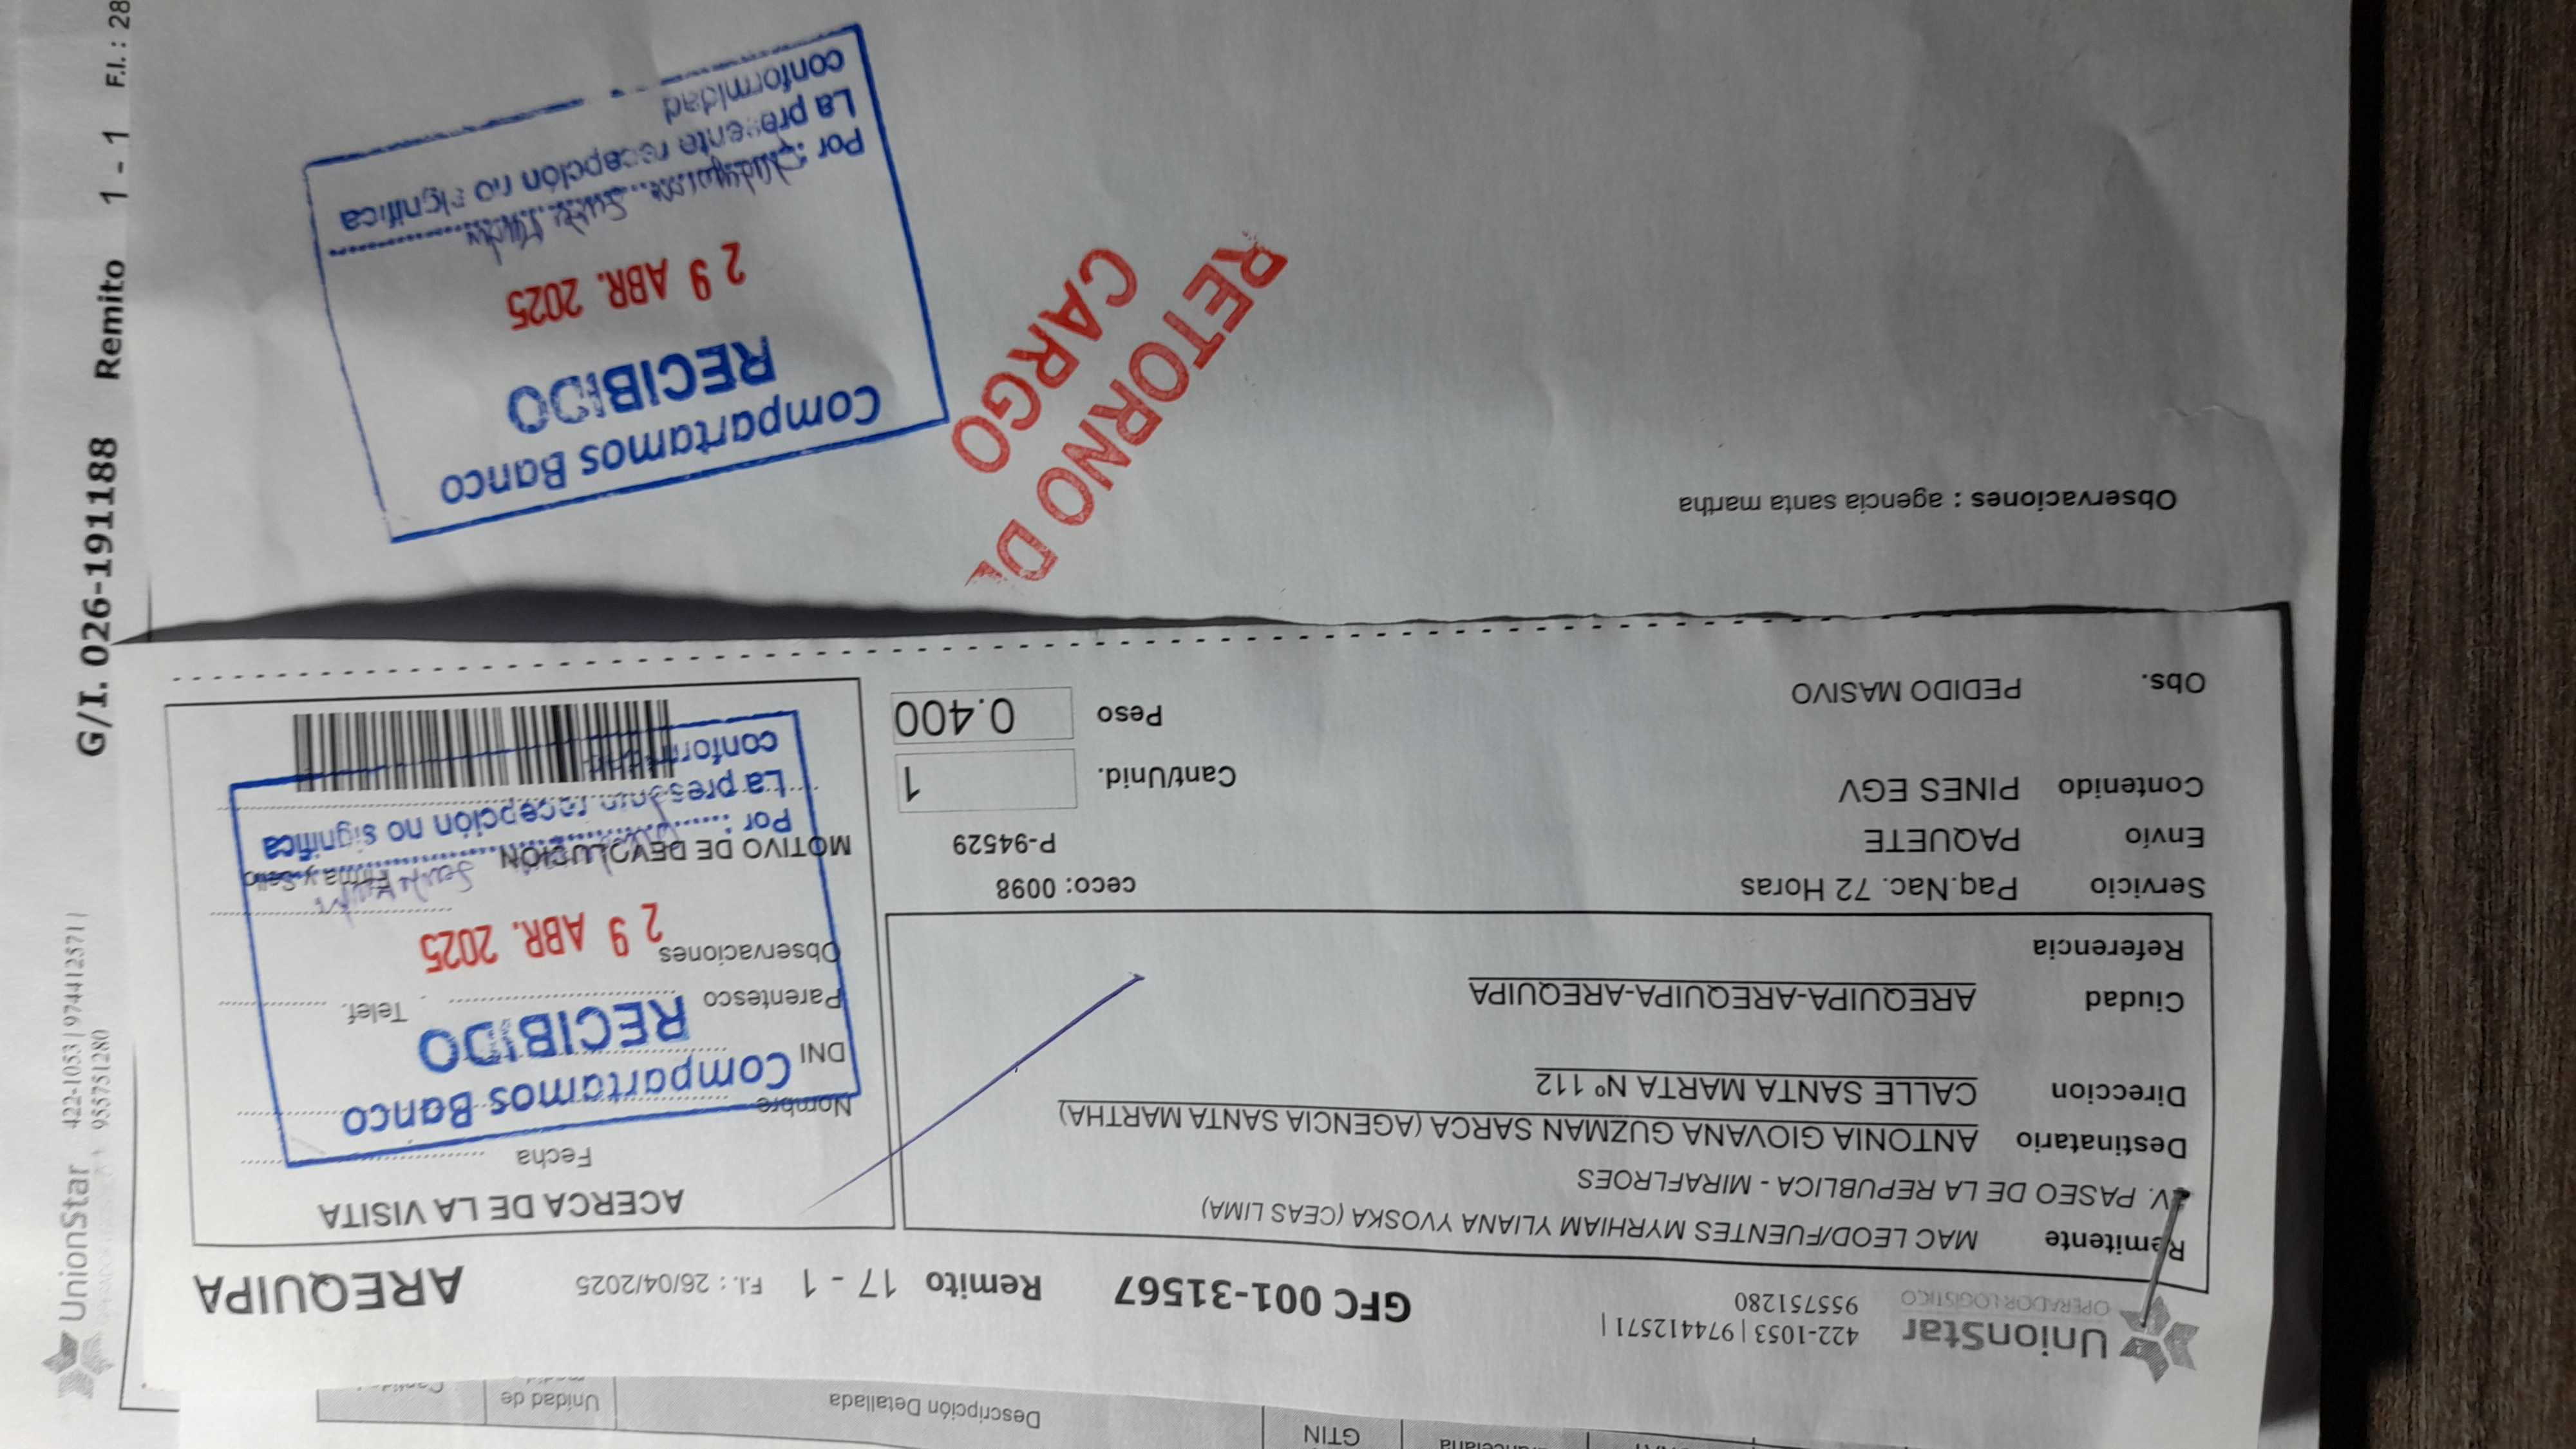 UnionStar
OPERADOR LOGISTICO
422-1053 | 974412571 |
955751280
GFC 001-31567
Remito 17 - 1
F.I. : 26/04/2025
AREQUIPA
Remitente MAC LEOD/FUENTES MYRHIAM YLIANA YVOSKA (CEAS LIMA)
AV. PASEO DE LA REPUBLICA - MIRAFLROES
Destinatario ANTONIA GIOVANA GUZMAN SARCA (AGENCIA SANTA MARTHA)
Direccion CALLE SANTA MARTA Nº 112
Ciudad AREQUIPA-AREQUIPA-AREQUIPA
Referencia
Servicio Paq.Nac. 72 Horas ceco: 0098
Envío PAQUETE P-94529
Contenido PINES EGV Cant/Unid. 1
Obs. PEDIDO MASIVO Peso 0.400
ACERCA DE LA VISITA
Fecha
Nombre
DNI
Parentesco Telef.
Observaciones
Firma y Sello
MOTIVO DE DEVOLUCION
Compartamos Banco
RECIBIDO
29 ABR. 2025
Por :
La presente recepción no significa
conformidad
Observaciones : agencia santa martha
RETORNO DE
CARGO
Compartamos Banco
RECIBIDO
29 ABR. 2025
Por :
La presente recepción no significa
conformidad
UnionStar
422-1053 | 974412571 |
955751280
G/I. 026-191188 Remito 1 - 1 F.I. : 28
Descripción Detallada
Unidad de
GTIN